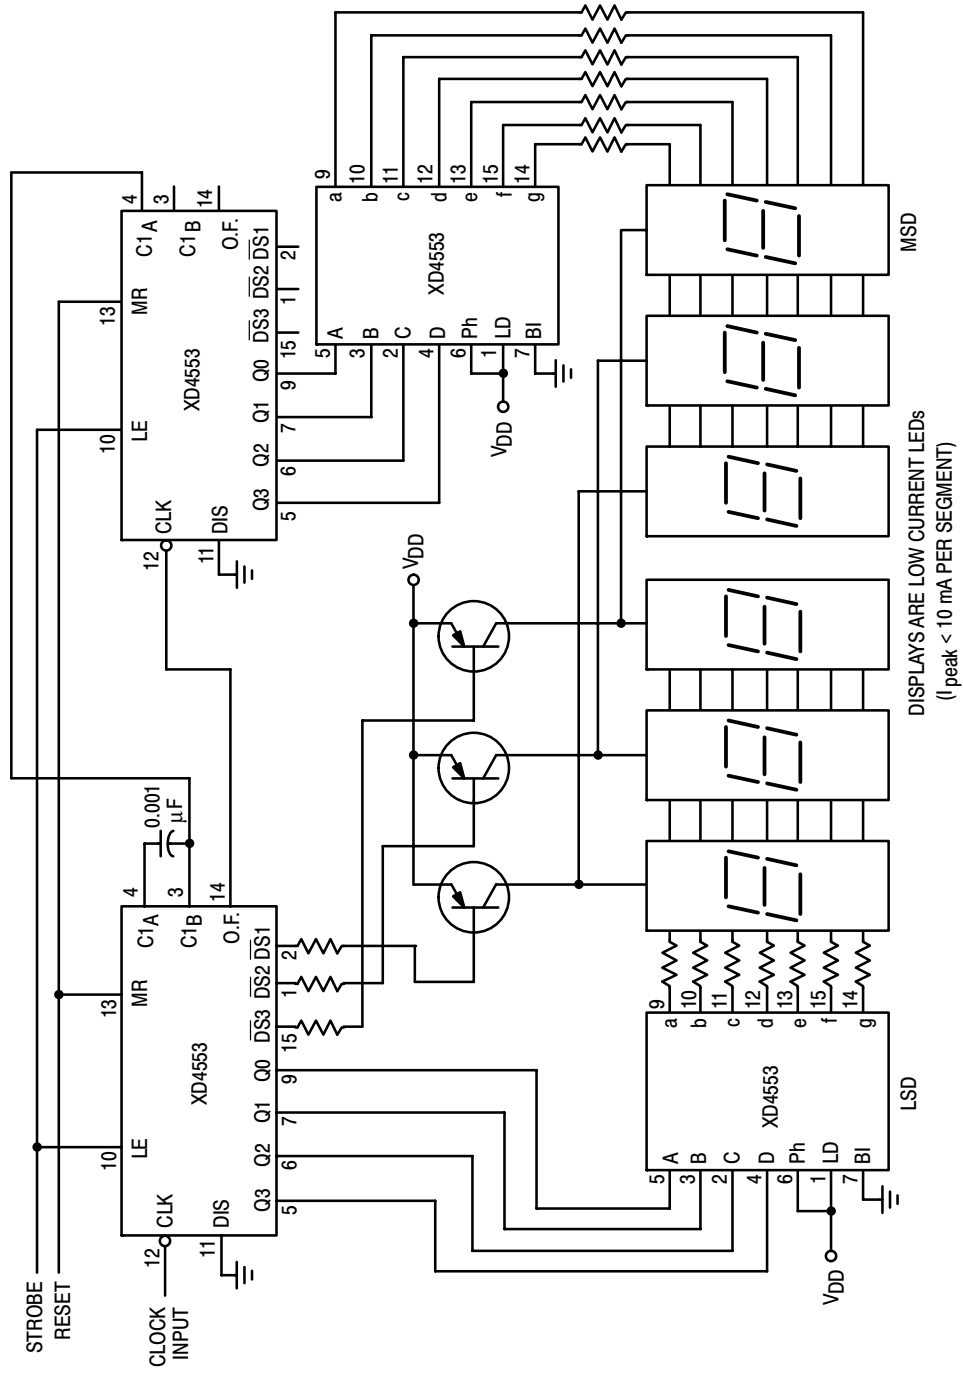 STROBE
RESET
CLOCK
INPUT
12
CLK
10
LE
13
MR
4
C1A
3
C1B
14
O.F.
11
DIS
XD4553
Q3
5
Q2
6
Q1
7
Q0
9
DS3
15
DS2
1
DS1
2
0.001
µF
12
CLK
10
LE
13
MR
4
C1A
3
C1B
14
O.F.
11
DIS
XD4553
Q3
5
Q2
6
Q1
7
Q0
9
DS3
15
DS2
1
DS1
2
VDD
VDD
5
A
3
B
2
C
4
D
6
Ph
1
LD
7
BI
XD4553
a
9
b
10
c
11
d
12
e
13
f
15
g
14
VDD
5
A
3
B
2
C
4
D
6
Ph
1
LD
7
BI
XD4553
a
9
b
10
c
11
d
12
e
13
f
15
g
14
LSD
MSD
DISPLAYS ARE LOW CURRENT LEDs
(Ipeak < 10 mA PER SEGMENT)